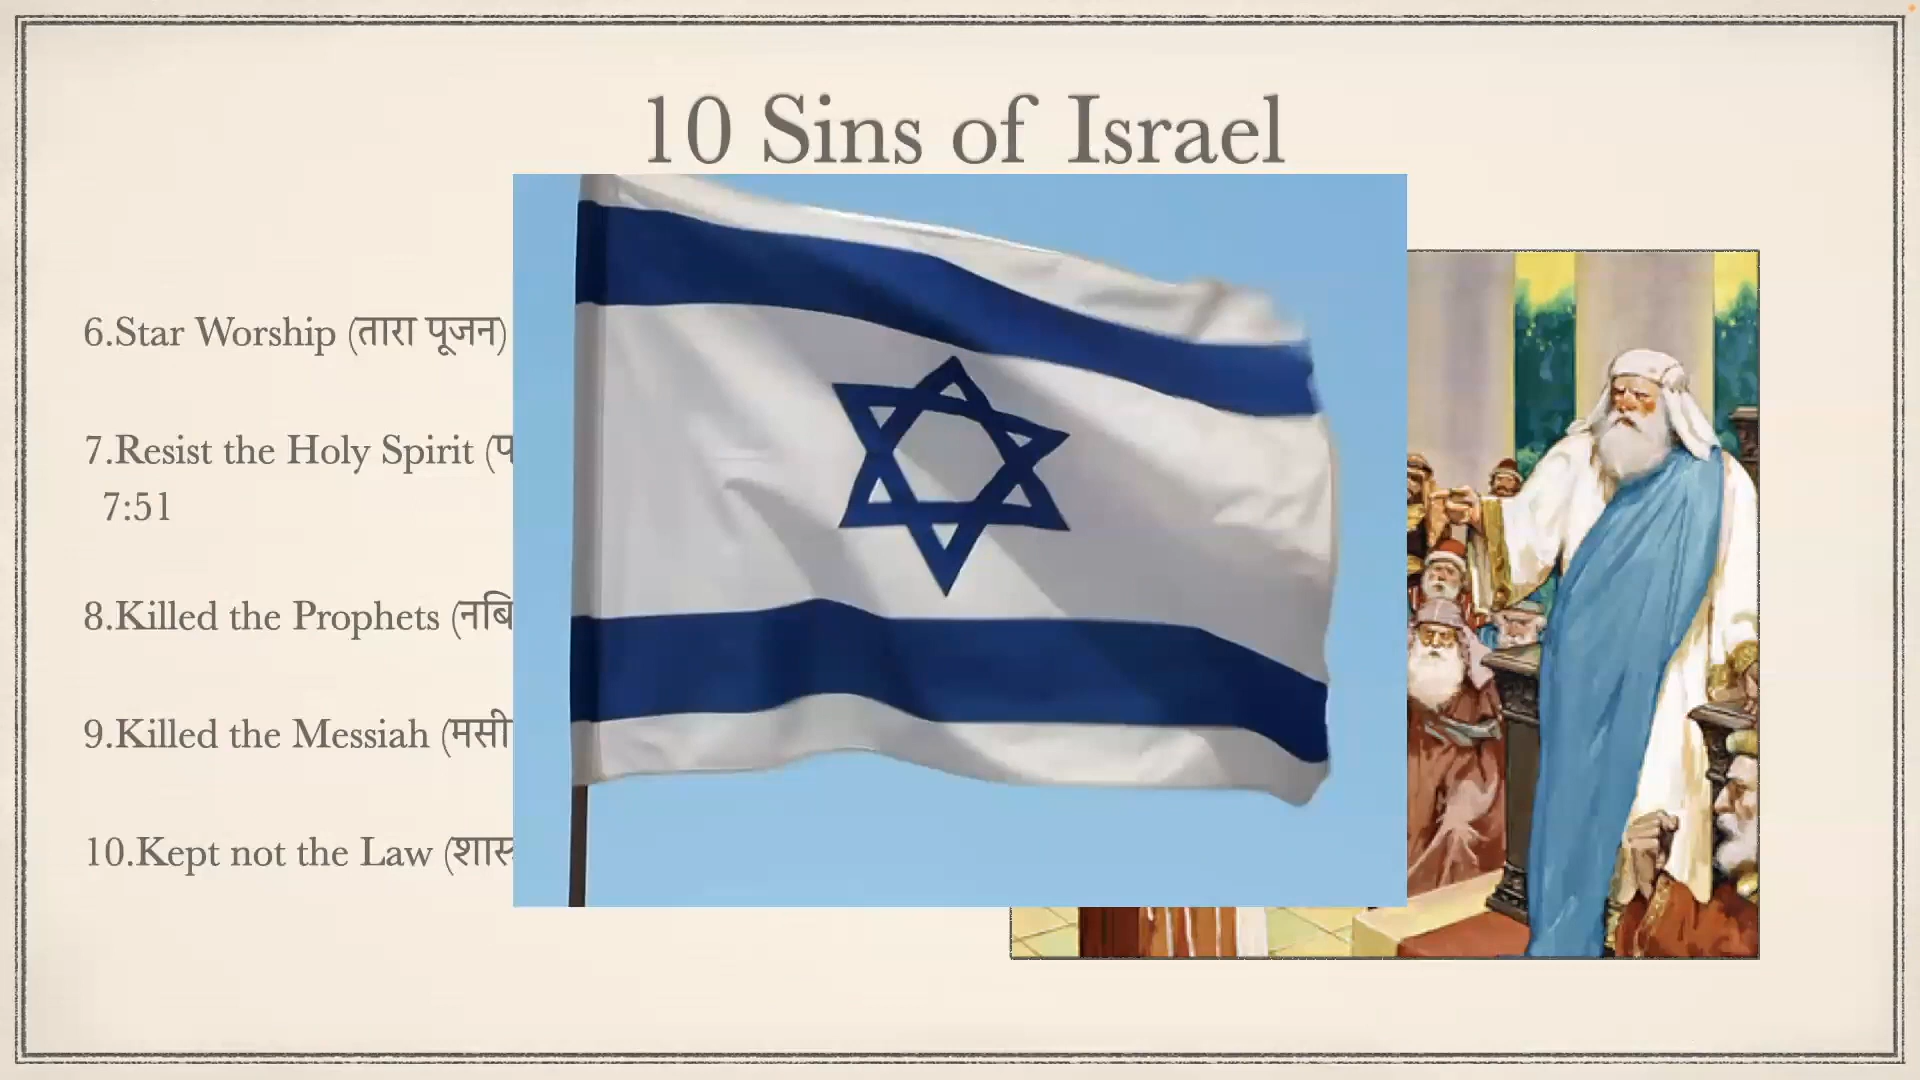 10 Sins of Israel
6.Star Worship (तारा पूजन)
7.Resist the Holy Spirit (
7:51
8.Killed the Prophets (
9.Killed the Messiah (
10.Kept not the Law (